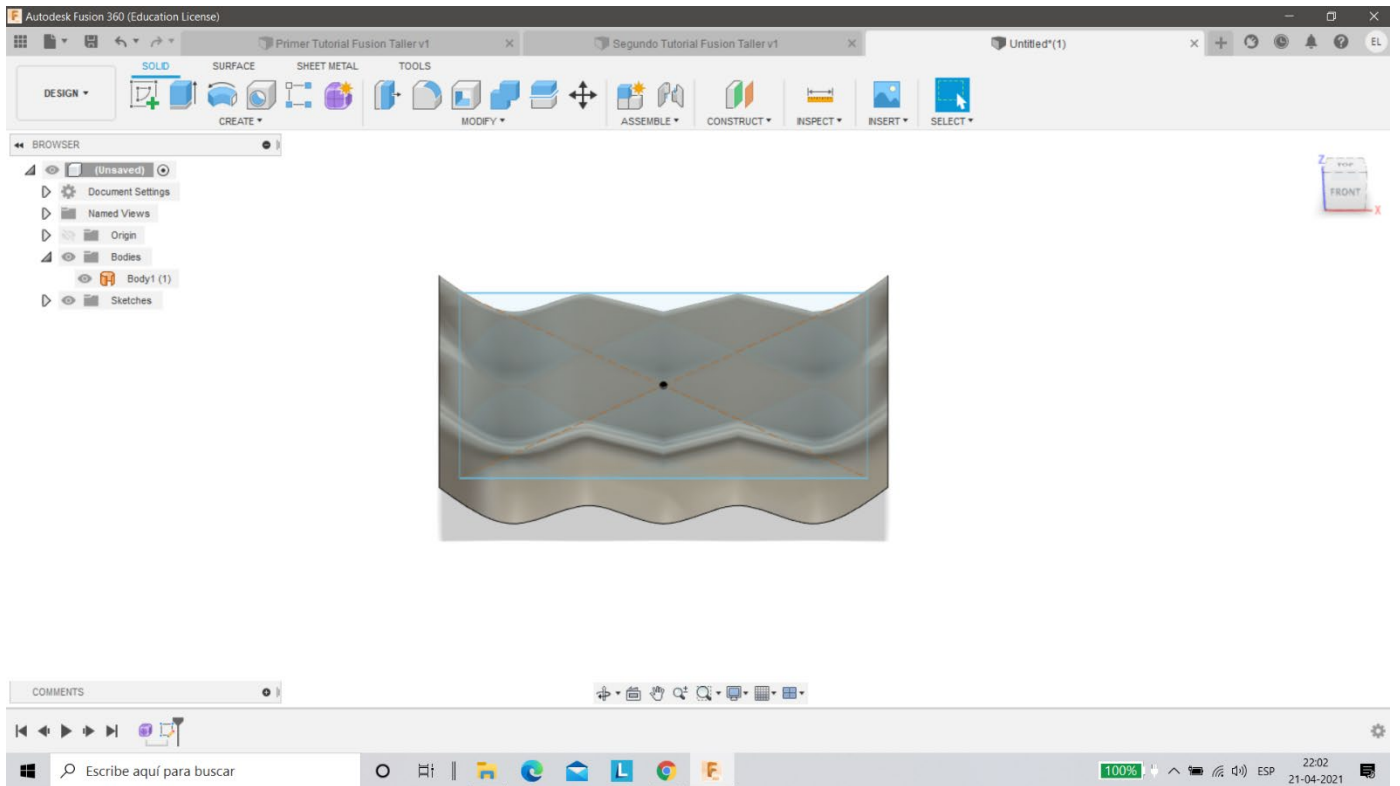 Autodesk Fusion 360 (Education License)
Primer Tutorial Fusion Taller v1
Segundo Tutorial Fusion Taller v1
Untitled*(1)
EL
SOLID SURFACE SHEET METAL TOOLS
DESIGN
CREATE MODIFY ASSEMBLE CONSTRUCT INSPECT INSERT SELECT
BROWSER
(Unsaved)
Document Settings
Named Views
Origin
Bodies
Body1 (1)
Sketches
Z
TOP
FRONT
X
COMMENTS
Escribe aquí para buscar
100%
ESP
22:02
21-04-2021